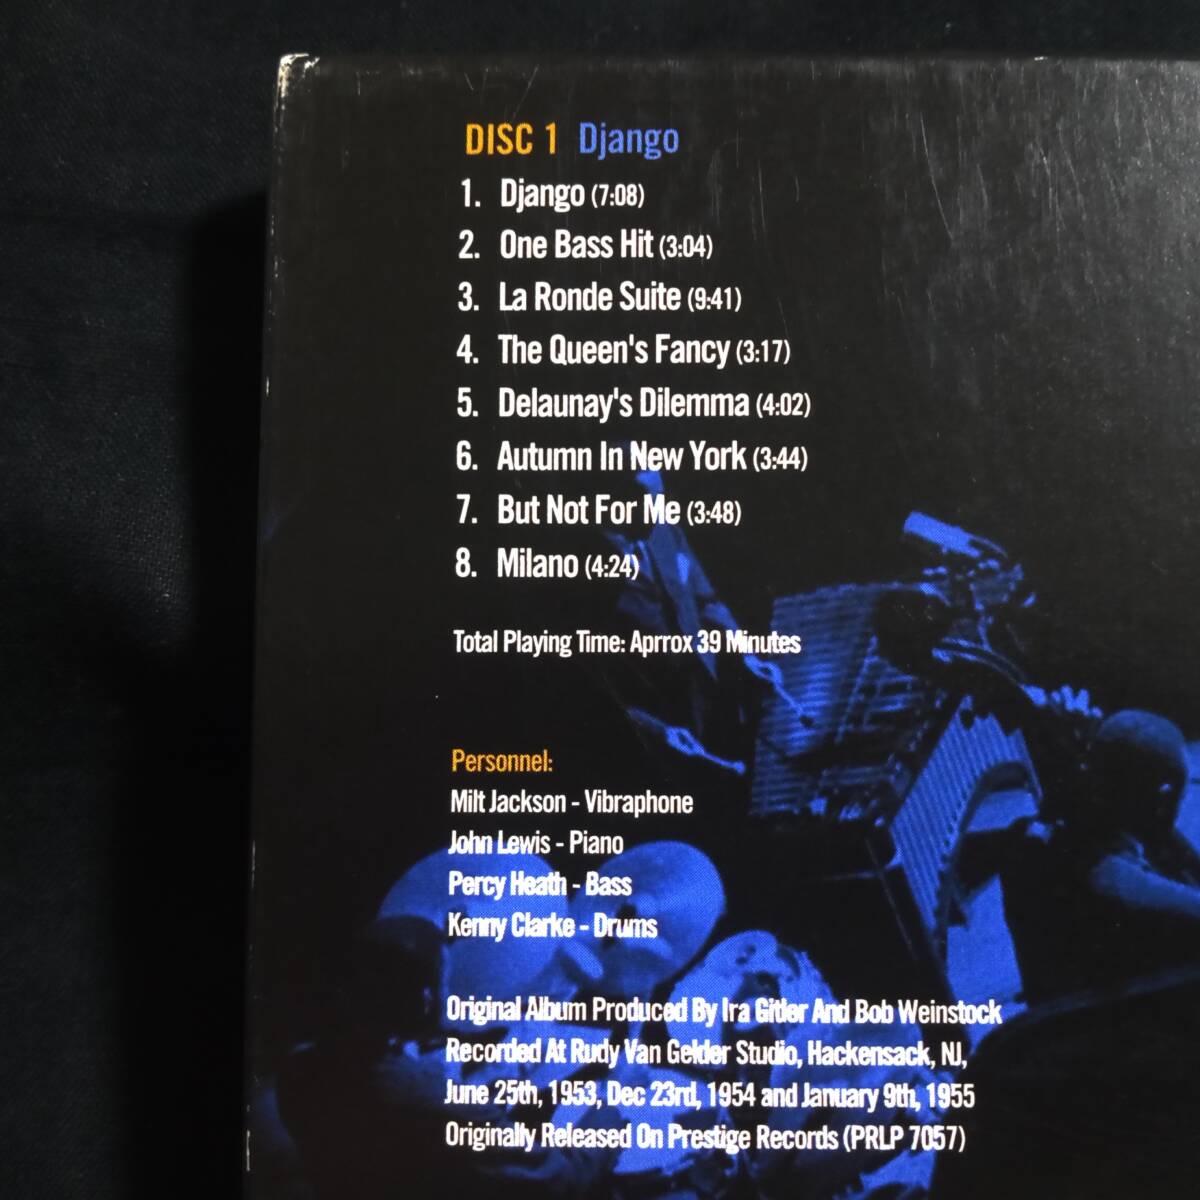 DISC 1 Django
1. Django (7:08)
2. One Bass Hit (3:04)
3. La Ronde Suite (9:41)
4. The Queen's Fancy (3:17)
5. Delaunay's Dilemma (4:02)
6. Autumn In New York (3:44)
7. But Not For Me (3:48)
8. Milano (4:24)
Total Playing Time: Aprrox 39 Minutes
Personnel:
Milt Jackson - Vibraphone
John Lewis - Piano
Percy Heath - Bass
Kenny Clarke - Drums
Original Album Produced By Ira Gitler And Bob Weinstock
Recorded At Rudy Van Gelder Studio, Hackensack, NJ,
June 25th, 1953, Dec 23rd, 1954 and January 9th, 1955
Originally Released On Prestige Records (PRLP 7057)